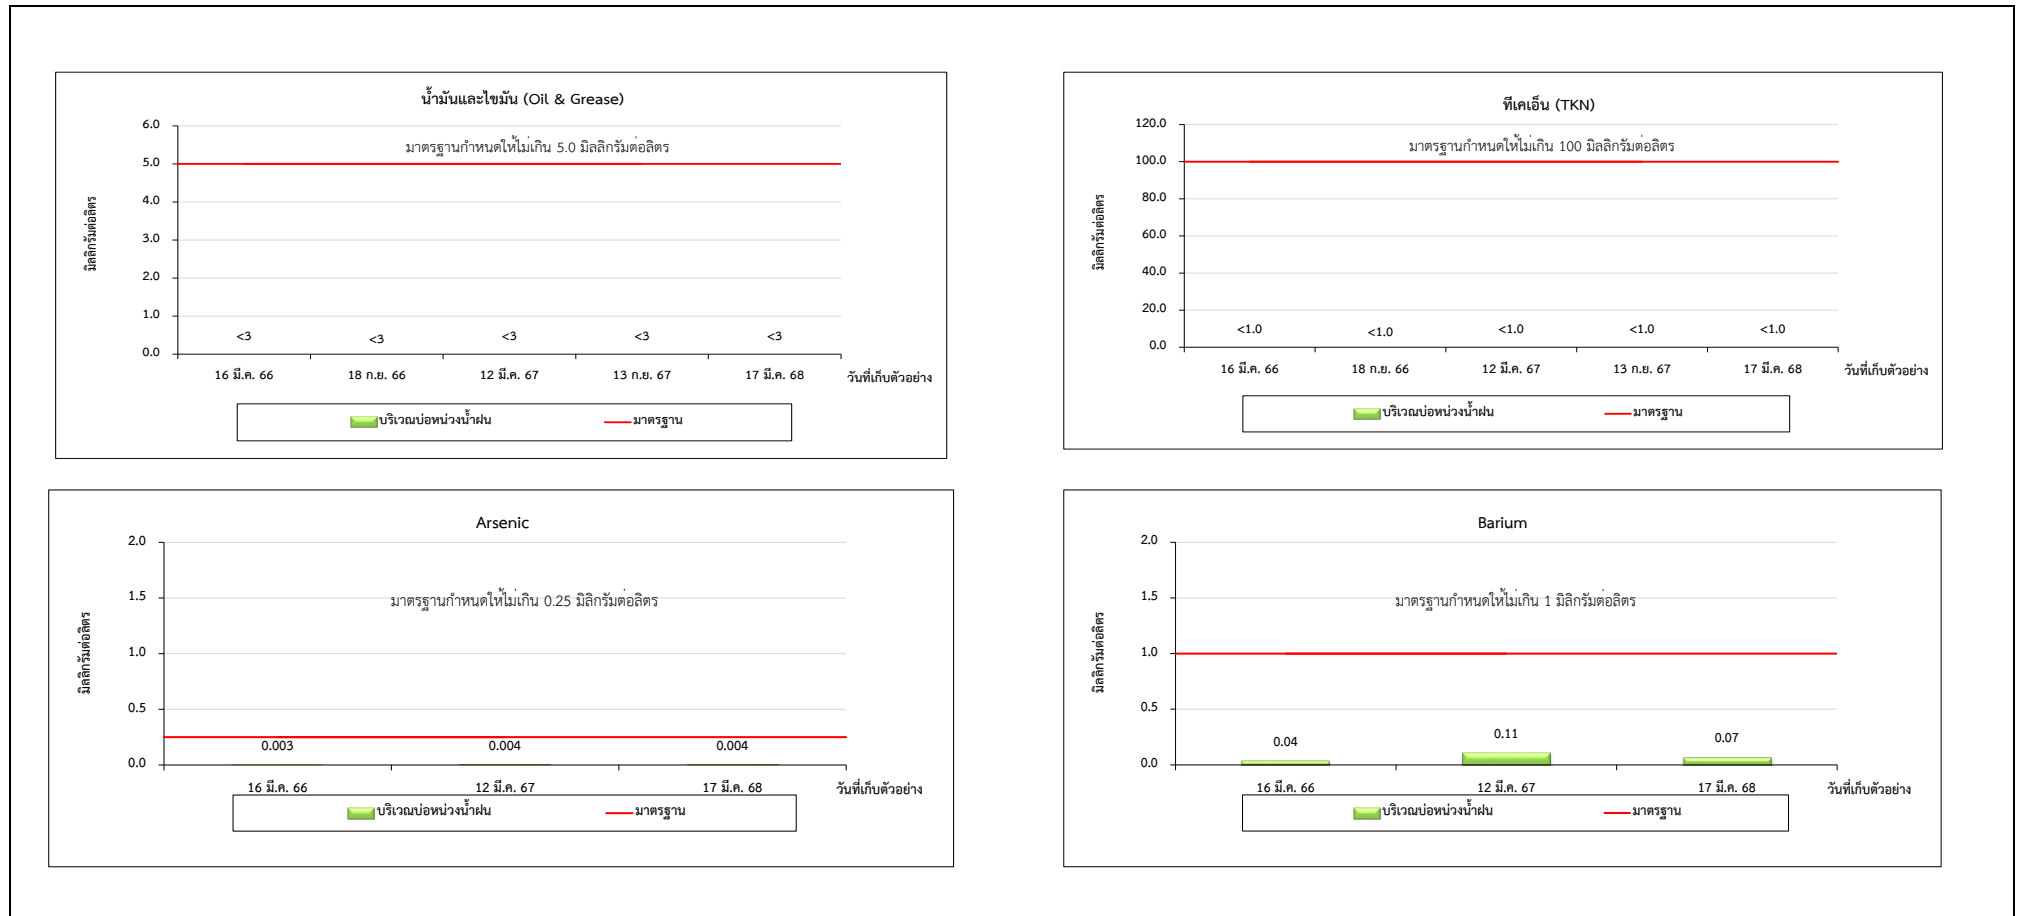 น้ำมันและไขมัน (Oil & Grease)
6.0
มาตรฐานกำหนดให้ไม่เกิน 5.0 มิลลิกรัมต่อลิตร
5.0
4.0
3.0
2.0
1.0
0.0
มิลลิกรัมต่อลิตร
<3 <3 <3 <3 <3
16 มี.ค. 66 18 ก.ย. 66 12 มี.ค. 67 13 ก.ย. 67 17 มี.ค. 68 วันที่เก็บตัวอย่าง
บริเวณบ่อหน่วงน้ำฝน มาตรฐาน
ทีเคเอ็น (TKN)
120.0
มาตรฐานกำหนดให้ไม่เกิน 100 มิลลิกรัมต่อลิตร
100.0
80.0
60.0
40.0
20.0
0.0
มิลลิกรัมต่อลิตร
<1.0 <1.0 <1.0 <1.0 <1.0
16 มี.ค. 66 18 ก.ย. 66 12 มี.ค. 67 13 ก.ย. 67 17 มี.ค. 68 วันที่เก็บตัวอย่าง
บริเวณบ่อหน่วงน้ำฝน มาตรฐาน
Arsenic
2.0
มาตรฐานกำหนดให้ไม่เกิน 0.25 มิลิกรัมต่อลิตร
1.5
1.0
0.5
0.0
มิลลิกรัมต่อลิตร
0.003 0.004 0.004
16 มี.ค. 66 12 มี.ค. 67 17 มี.ค. 68 วันที่เก็บตัวอย่าง
บริเวณบ่อหน่วงน้ำฝน มาตรฐาน
Barium
2.0
มาตรฐานกำหนดให้ไม่เกิน 1 มิลิกรัมต่อลิตร
1.5
1.0
0.5
0.0
มิลลิกรัมต่อลิตร
0.04 0.11 0.07
16 มี.ค. 66 12 มี.ค. 67 17 มี.ค. 68 วันที่เก็บตัวอย่าง
บริเวณบ่อหน่วงน้ำฝน มาตรฐาน